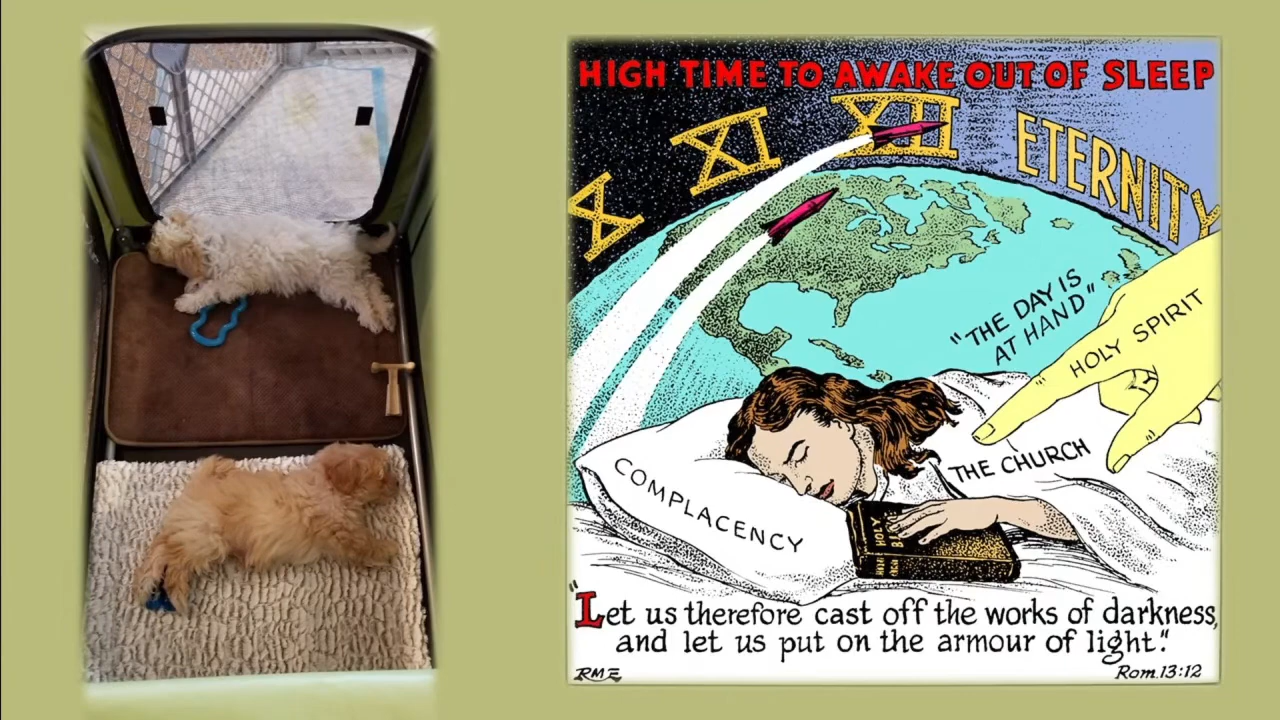 HIGH TIME TO AWAKE OUT OF SLEEP
X XI XII ETERNITY
"THE DAY IS
AT HAND"
HOLY SPIRIT
THE CHURCH
COMPLACENCY
HOLY
BIBLE
"Let us therefore cast off the works of darkness,
and let us put on the armour of light."
RME
Rom. 13:12